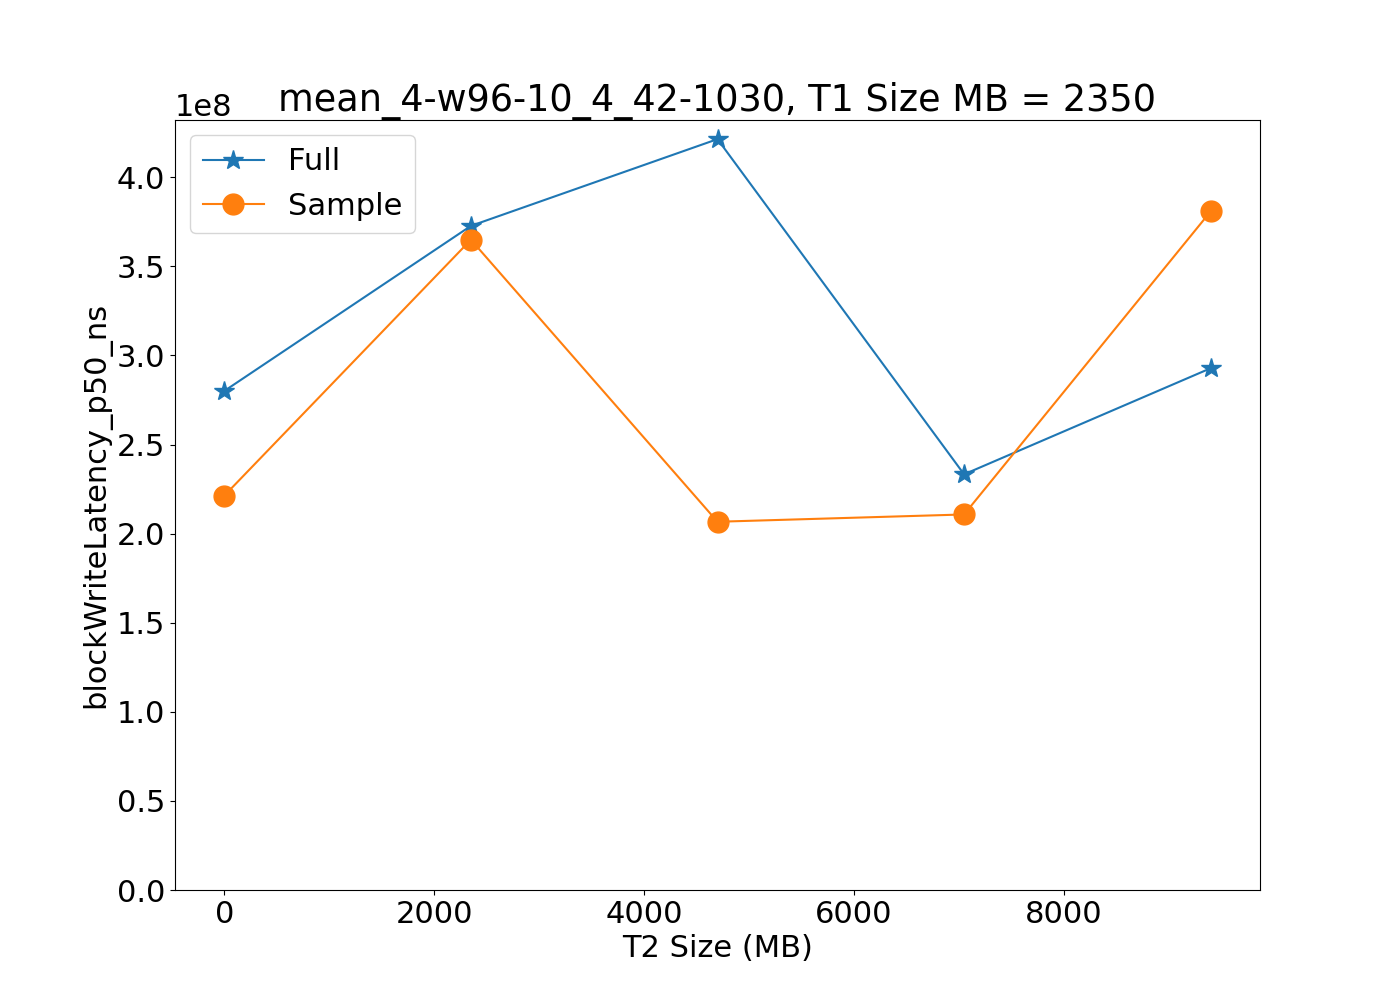 mean_4-w96-10_4_42-1030, T1 Size MB = 2350
1e8
Full
Sample
4.0
3.5
3.0
2.5
2.0
1.5
1.0
0.5
0.0
blockWriteLatency_p50_ns
0 2000 4000 6000 8000
T2 Size (MB)